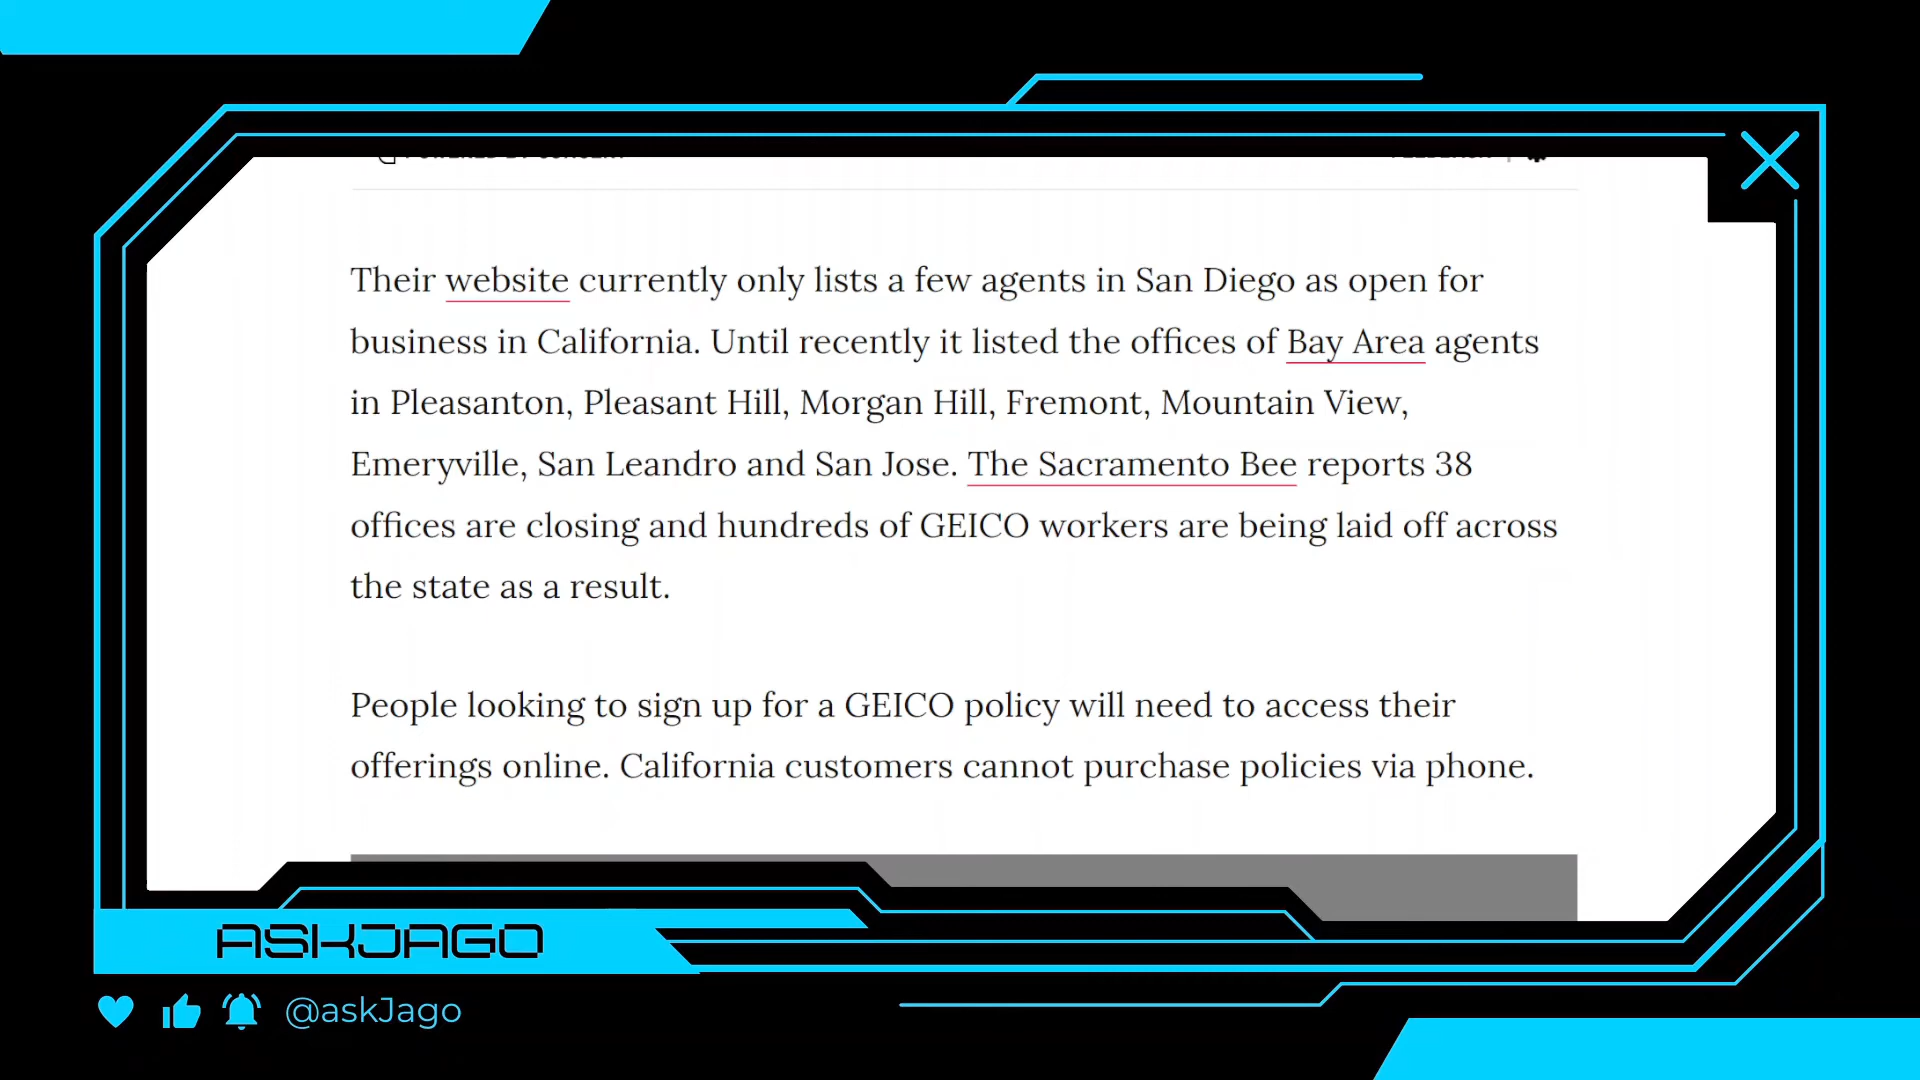 Their website currently only lists a few agents in San Diego as open for
business in California. Until recently it listed the offices of Bay Area agents
in Pleasanton, Pleasant Hill, Morgan Hill, Fremont, Mountain View,
Emeryville, San Leandro and San Jose. The Sacramento Bee reports 38
offices are closing and hundreds of GEICO workers are being laid off across
the state as a result.
People looking to sign up for a GEICO policy will need to access their
offerings online. California customers cannot purchase policies via phone.
ASKJAGO
@askJago